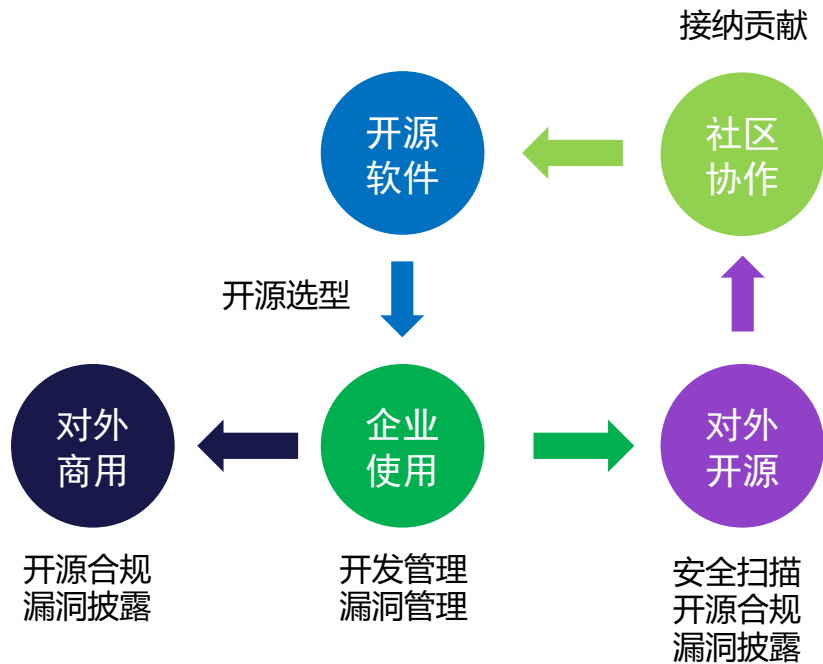 接纳贡献
开源
软件
社区
协作
开源选型
对外
商用
企业
使用
对外
开源
开源合规
漏洞披露
开发管理
漏洞管理
安全扫描
开源合规
漏洞披露